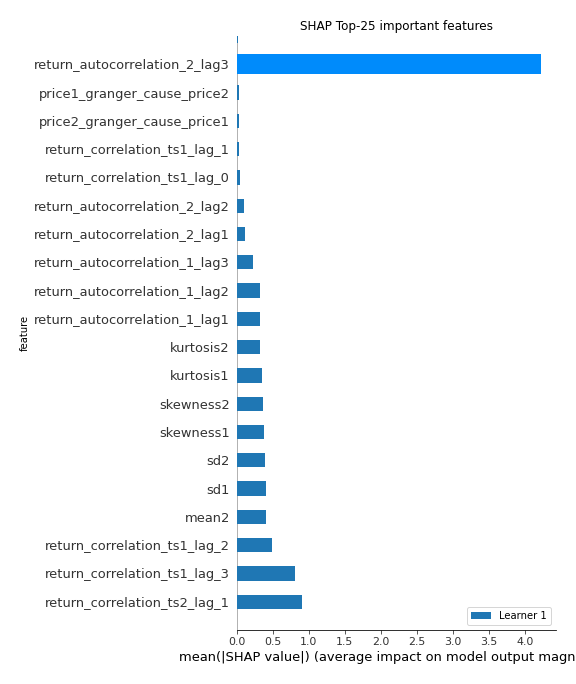 SHAP Top-25 important features
return_autocorrelation_2_lag3
price1_granger_cause_price2
price2_granger_cause_price1
return_correlation_ts1_lag_1
return_correlation_ts1_lag_0
return_autocorrelation_2_lag2
return_autocorrelation_2_lag1
return_autocorrelation_1_lag3
return_autocorrelation_1_lag2
return_autocorrelation_1_lag1
kurtosis2
kurtosis1
skewness2
skewness1
sd2
sd1
mean2
return_correlation_ts1_lag_2
return_correlation_ts1_lag_3
return_correlation_ts2_lag_1
feature
Learner 1
0.0 0.5 1.0 1.5 2.0 2.5 3.0 3.5 4.0
mean(|SHAP value|) (average impact on model output magn